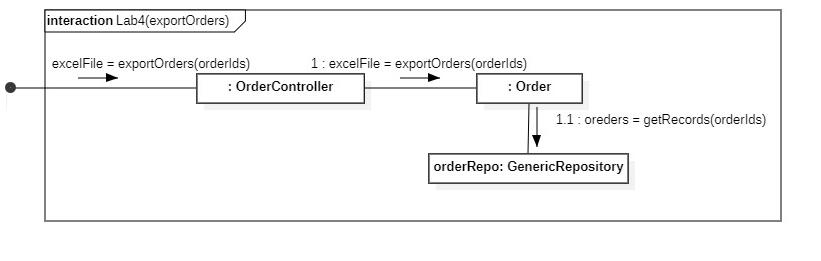 interaction Lab4(exportOrders)
excelFile = exportOrders(orderIds)
1 : excelFile = exportOrders(orderIds)
: OrderController
: Order
1.1 : oreders = getRecords(orderIds)
orderRepo: GenericRepository